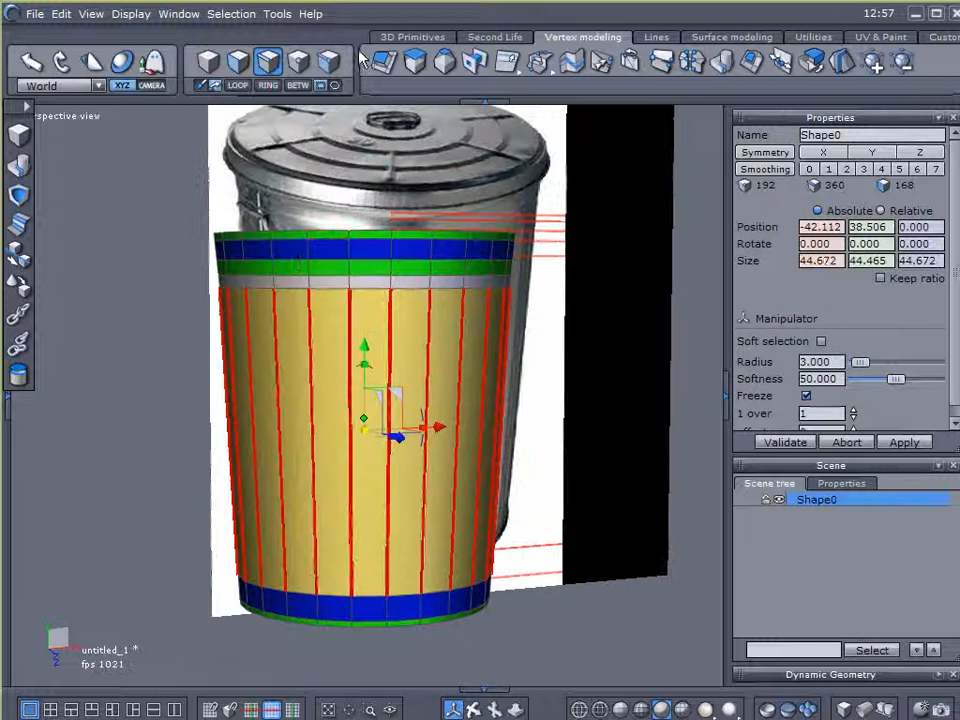 File Edit View Display Window Selection Tools Help 12:57
3D Primitives Second Life Vertex modeling Lines Surface modeling Utilities UV & Paint
World XYZ CAMERA LOOP RING BETW
spective view
Properties
Name Shape0
Symmetry X Y Z
Smoothing 0 1 2 3 4 5 6 7
192 360 168
Absolute Relative
Position -42.112 38.506 0.000
Rotate 0.000 0.000 0.000
Size 44.672 44.465 44.672
Keep ratio
Manipulator
Soft selection
Radius 3.000
Softness 50.000
Freeze
1 over 1
Validate Abort Apply
Scene
Scene tree Properties
Shape0
Select
Dynamic Geometry
untitled_1 *
fps 1021